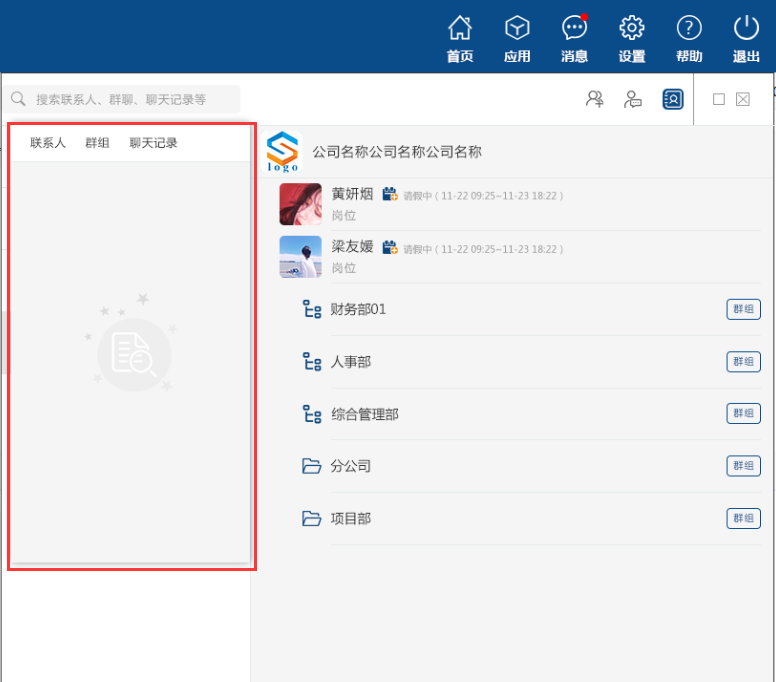 首页 应用 消息 设置 帮助 退出
搜索联系人、群聊、聊天记录等
联系人 群组 聊天记录
logo
公司名称公司名称公司名称
黄妍烟 请假中 ( 11-22 09:25~11-23 18:22 )
岗位
梁友媛 请假中 ( 11-22 09:25~11-23 18:22 )
岗位
财务部01 群组
人事部 群组
综合管理部 群组
分公司 群组
项目部 群组